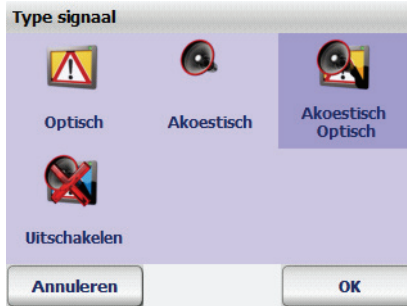 Type signaal
Optisch
Akoestisch
Akoestisch
Optisch
Uitschakelen
Annuleren
OK